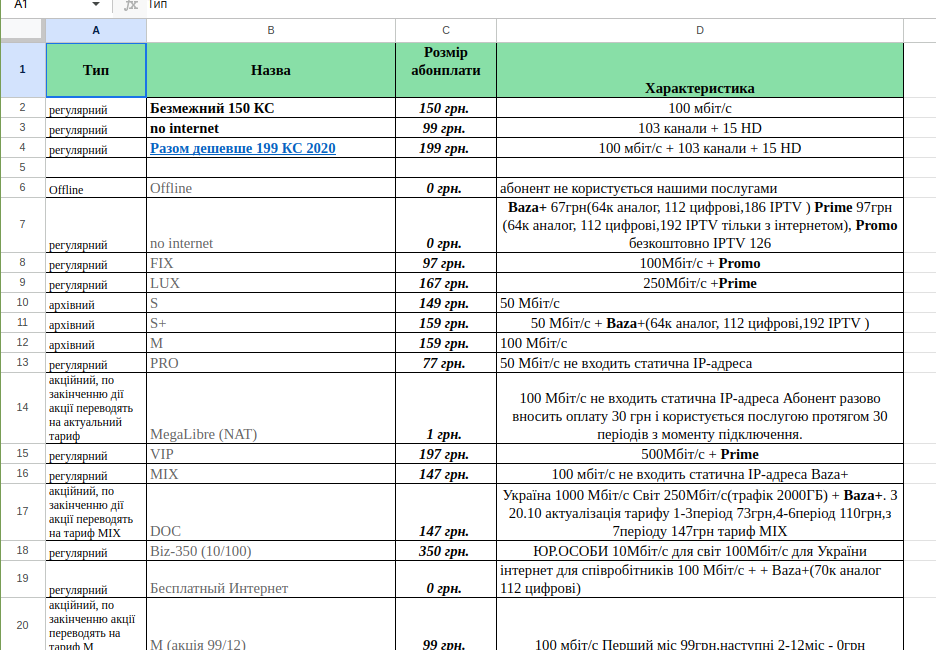 A1 fx Тип
A B C D
1 Тип Назва Розмір абонплати Характеристика
2 регулярний Безмежний 150 КС 150 грн. 100 мбіт/с
3 регулярний no internet 99 грн. 103 канали + 15 HD
4 регулярний Разом дешевше 199 КС 2020 199 грн. 100 мбіт/с + 103 канали + 15 HD
5
6 Offline Offline 0 грн. абонент не користується нашими послугами
7 регулярний no internet 0 грн. Baza+ 67грн(64к аналог, 112 цифрові,186 IPTV ) Prime 97грн
(64к аналог, 112 цифрові,192 IPTV тільки з інтернетом), Promo
безкоштовно IPTV 126
8 регулярний FIX 97 грн. 100Мбіт/с + Promo
9 регулярний LUX 167 грн. 250Мбіт/с +Prime
10 архівний S 149 грн. 50 Мбіт/с
11 архівний S+ 159 грн. 50 Мбіт/с + Baza+(64к аналог, 112 цифрові,192 IPTV )
12 архівний M 159 грн. 100 Мбіт/с
13 регулярний PRO 77 грн. 50 Мбіт/с не входить статична IP-адреса
14 акційний, по
закінченню дії
акції переводять
на актуальний
тариф MegaLibre (NAT) 1 грн. 100 Мбіт/с не входить статична IP-адреса Абонент разово
вносить оплату 30 грн і користується послугою протягом 30
періодів з моменту підключення.
15 регулярний VIP 197 грн. 500Мбіт/с + Prime
16 регулярний MIX 147 грн. 100 мбіт/с не входить статична IP-адреса Baza+
17 акційний, по
закінченню дії
акції переводять
на тариф MIX DOC 147 грн. Україна 1000 Мбіт/с Світ 250Мбіт/с(трафік 2000ГБ) + Baza+. З
20.10 актуалізація тарифу 1-3період 73грн,4-6період 110грн,з
7періоду 147грн тариф MIX
18 регулярний Biz-350 (10/100) 350 грн. ЮР.ОСОБИ 10Мбіт/с для світ 100Мбіт/с для України
19 регулярний Бесплатный Интернет 0 грн. інтернет для співробітників 100 Мбіт/с + + Baza+(70к аналог
112 цифрові)
20 акційний, по
закінченню акції
переводять на
тариф М М (акція 99/12) 99 грн. 100 мбіт/с Перший міс 99грн,наступні 2-12міс - 0грн